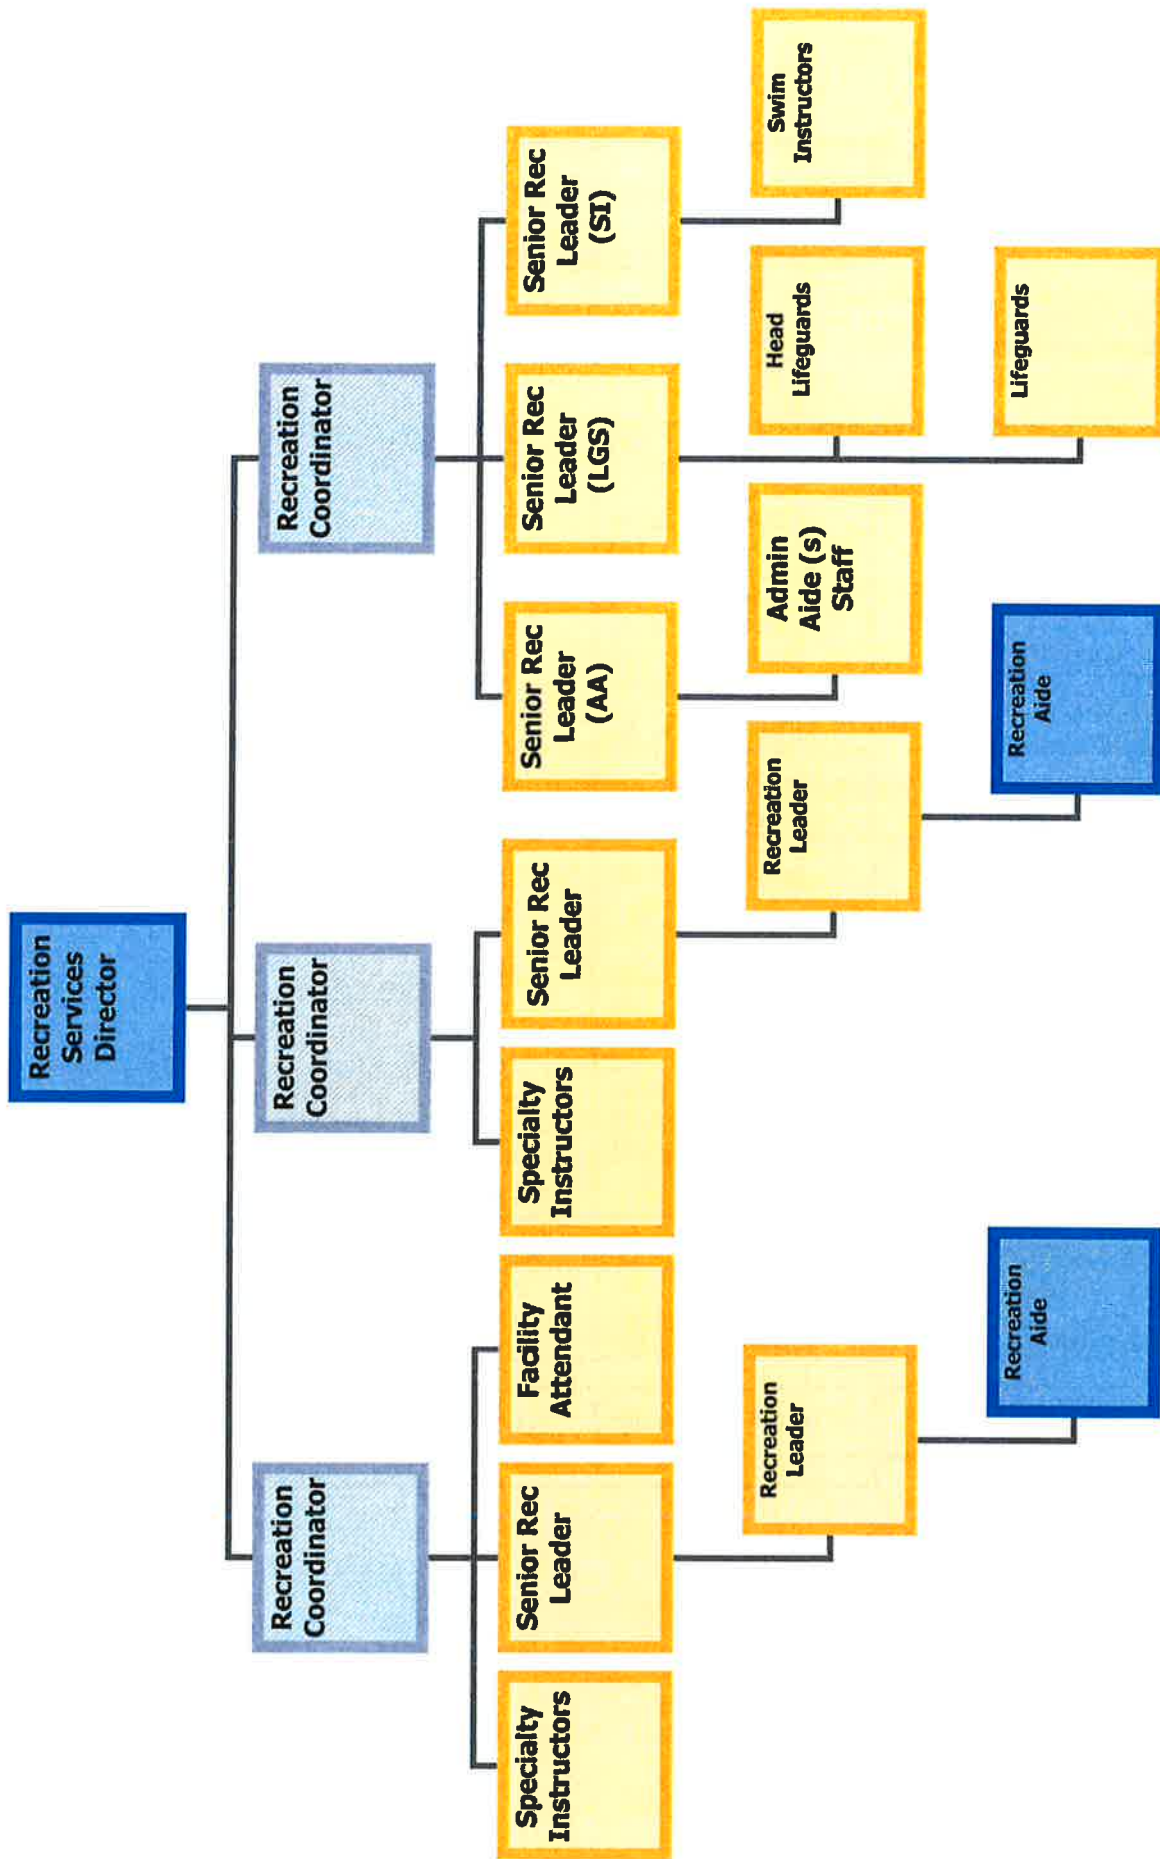 Recreation
Services
Director
Recreation
Coordinator
Recreation
Coordinator
Recreation
Coordinator
Specialty
Instructors
Senior Rec
Leader
Facility
Attendant
Specialty
Instructors
Senior Rec
Leader
Senior Rec
Leader
(AA)
Senior Rec
Leader
(LGS)
Senior Rec
Leader
(SI)
Recreation
Leader
Recreation
Leader
Admin
Aide (s)
Staff
Head
Lifeguards
Swim
Instructors
Recreation
Aide
Recreation
Aide
Lifeguards